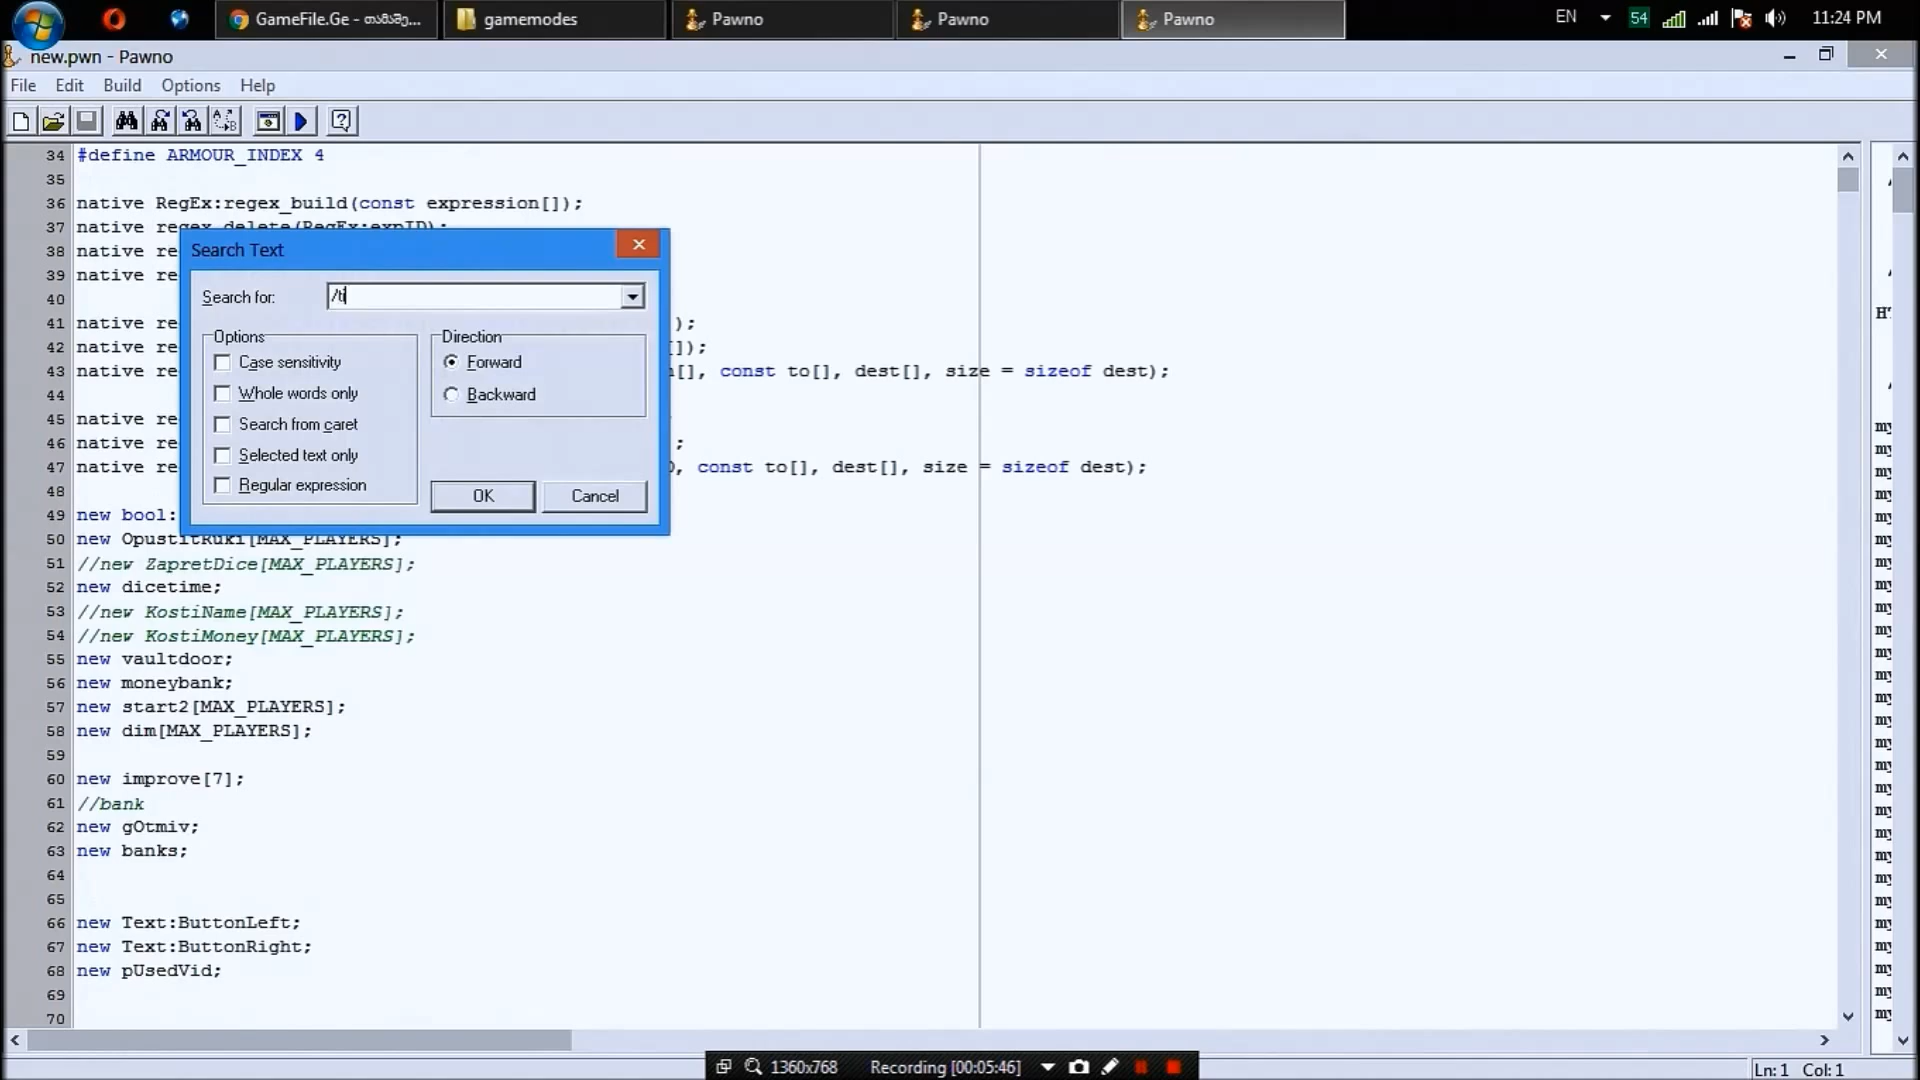 GameFile.Ge - თამაშე...
gamemodes
Pawno
Pawno
Pawno
EN
54
11:24 PM
new.pwn - Pawno
File Edit Build Options Help
34 #define ARMOUR_INDEX 4
35
36 native RegEx:regex_build(const expression[]);
37 native regex_delete(RegEx:expID);
38 native re
39 native re
40
41 native re );
42 native re []);
43 native re [], const to[], dest[], size = sizeof dest);
44
45 native re
46 native re ;
47 native re , const to[], dest[], size = sizeof dest);
48
49 new bool:
50 new OpustitRuki[MAX_PLAYERS];
51 //new ZapretDice[MAX_PLAYERS];
52 new dicetime;
53 //new KostiName[MAX_PLAYERS];
54 //new KostiMoney[MAX_PLAYERS];
55 new vaultdoor;
56 new moneybank;
57 new start2[MAX_PLAYERS];
58 new dim[MAX_PLAYERS];
59
60 new improve[7];
61 //bank
62 new gOtmiv;
63 new banks;
64
65
66 new Text:ButtonLeft;
67 new Text:ButtonRight;
68 new pUsedVid;
69
70
Search Text
Search for:
Options
Case sensitivity
Whole words only
Search from caret
Selected text only
Regular expression
Direction
Forward
Backward
OK
Cancel
1360x768
Recording [00:05:46]
Ln: 1 Col: 1